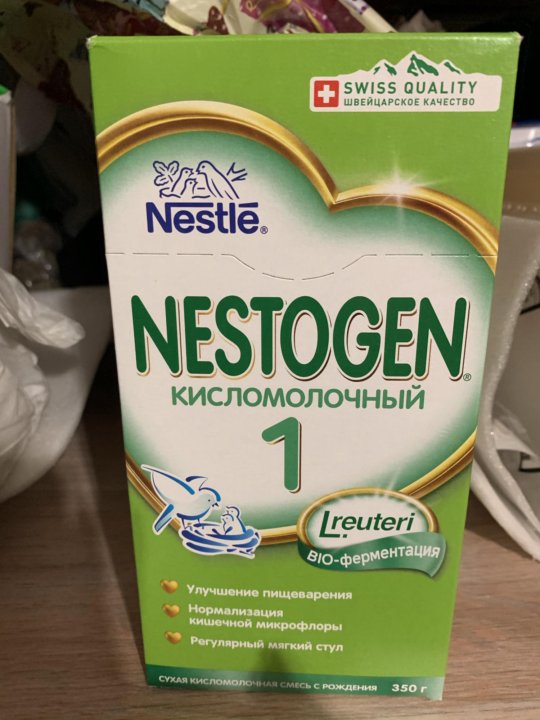 SWISS QUALITY
ШВЕЙЦАРСКОЕ КАЧЕСТВО
Nestlé®
NESTOGEN®
КИСЛОМОЛОЧНЫЙ
1
L.reuteri
BIO-ферментация
Улучшение пищеварения
Нормализация
кишечной микрофлоры
Регулярный мягкий стул
СУХАЯ КИСЛОМОЛОЧНАЯ СМЕСЬ С РОЖДЕНИЯ 350 г